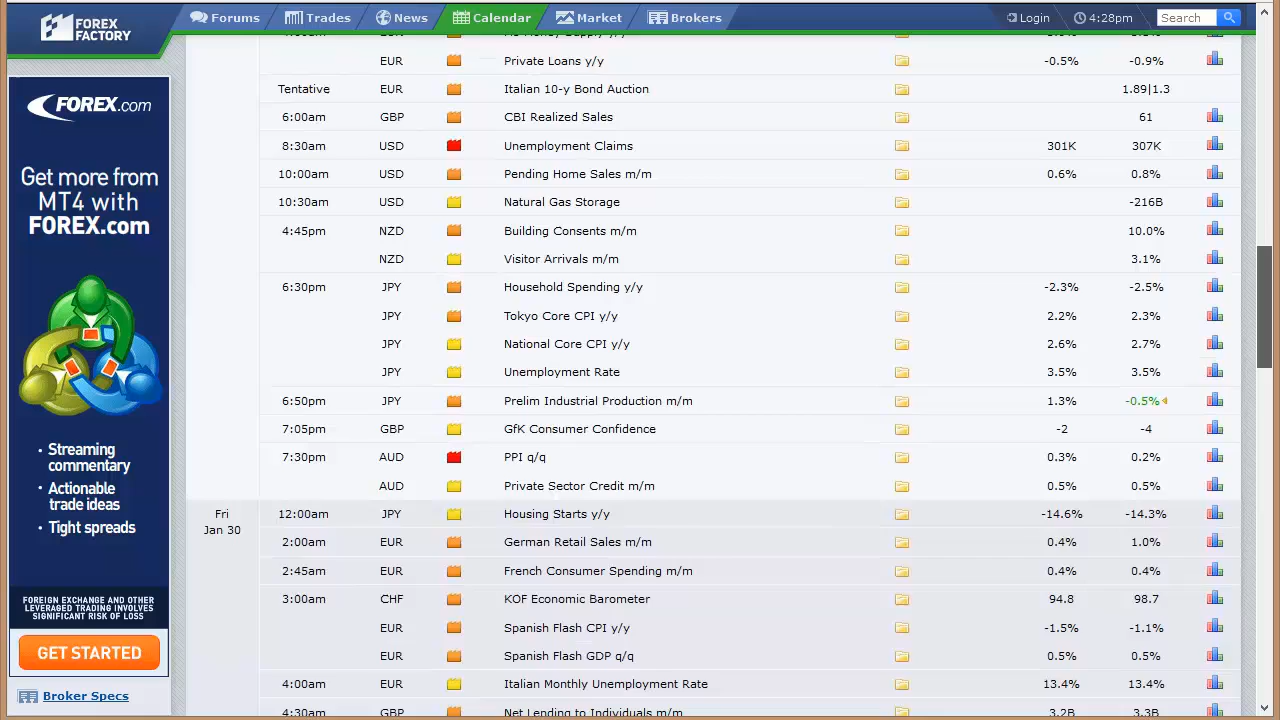 FOREX FACTORY
Forums Trades News Calendar Market Brokers Login 4:28pm Search
EUR Private Loans y/y -0.5% -0.9%
Tentative EUR Italian 10-y Bond Auction 1.89|1.3
6:00am GBP CBI Realized Sales 61
8:30am USD Unemployment Claims 301K 307K
10:00am USD Pending Home Sales m/m 0.6% 0.8%
10:30am USD Natural Gas Storage -216B
4:45pm NZD Building Consents m/m 10.0%
NZD Visitor Arrivals m/m 3.1%
6:30pm JPY Household Spending y/y -2.3% -2.5%
JPY Tokyo Core CPI y/y 2.2% 2.3%
JPY National Core CPI y/y 2.6% 2.7%
JPY Unemployment Rate 3.5% 3.5%
6:50pm JPY Prelim Industrial Production m/m 1.3% -0.5%
7:05pm GBP GfK Consumer Confidence -2 -4
7:30pm AUD PPI q/q 0.3% 0.2%
AUD Private Sector Credit m/m 0.5% 0.5%
Fri Jan 30 12:00am JPY Housing Starts y/y -14.6% -14.3%
2:00am EUR German Retail Sales m/m 0.4% 1.0%
2:45am EUR French Consumer Spending m/m 0.4% 0.4%
3:00am CHF KOF Economic Barometer 94.8 98.7
EUR Spanish Flash CPI y/y -1.5% -1.1%
EUR Spanish Flash GDP q/q 0.5% 0.5%
4:00am EUR Italian Monthly Unemployment Rate 13.4% 13.4%
4:30am GBP Net Lending to Individuals m/m 3.2B
FOREX.com
Get more from
MT4 with
FOREX.com
• Streaming
commentary
• Actionable
trade ideas
• Tight spreads
FOREIGN EXCHANGE AND OTHER
LEVERAGED TRADING INVOLVES
SIGNIFICANT RISK OF LOSS
GET STARTED
Broker Specs